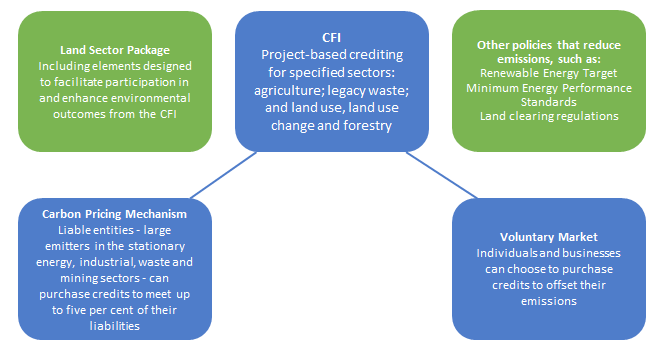 Land Sector Package
Including elements designed
to facilitate participation in
and enhance environmental
outcomes from the CFI
CFI
Project-based crediting
for specified sectors:
agriculture; legacy waste;
and land use, land use
change and forestry
Other policies that reduce
emissions, such as:
Renewable Energy Target
Minimum Energy Performance
Standards
Land clearing regulations
Carbon Pricing Mechanism
Liable entities - large
emitters in the stationary
energy, industrial, waste and
mining sectors - can
purchase credits to meet up
to five per cent of their
liabilities
Voluntary Market
Individuals and businesses
can choose to purchase
credits to offset their
emissions